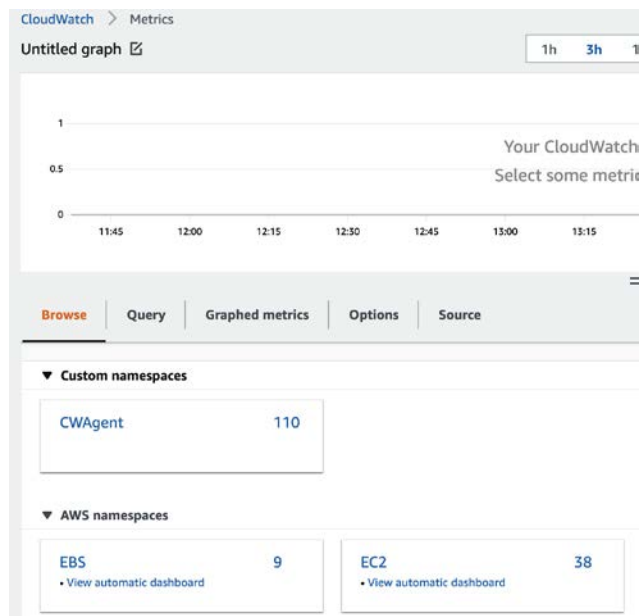 CloudWatch > Metrics
Untitled graph
1h 3h
1
0.5
0
Your CloudWatch
Select some
11:45 12:00 12:15 12:30 12:45 13:00 13:15
Browse Query Graphed metrics Options Source
▼ Custom namespaces
CWAgent 110
▼ AWS namespaces
EBS 9 EC2 38
• View automatic dashboard • View automatic dashboard